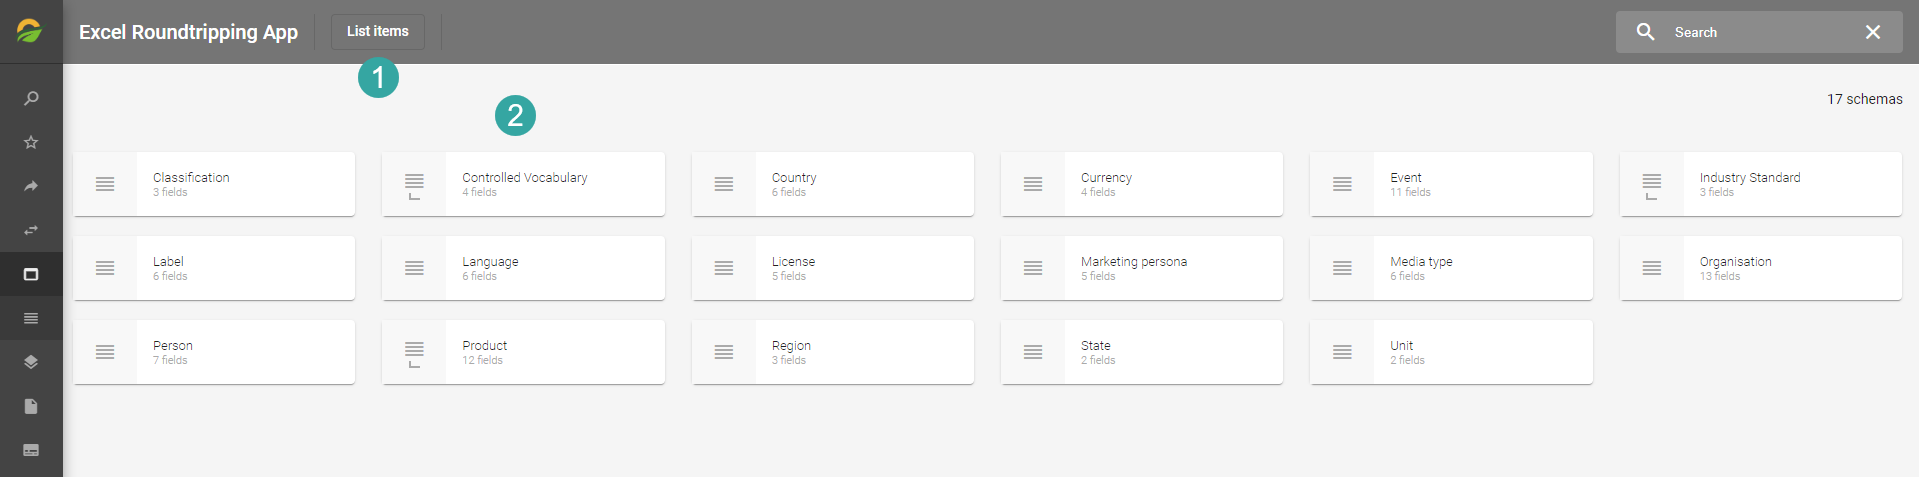 Excel Roundtripping App
List items
Search
1
2
17 schemas
Classification
3 fields
Controlled Vocabulary
4 fields
Country
6 fields
Currency
4 fields
Event
11 fields
Industry Standard
3 fields
Label
6 fields
Language
6 fields
License
5 fields
Marketing persona
5 fields
Media type
6 fields
Organisation
13 fields
Person
7 fields
Product
12 fields
Region
3 fields
State
2 fields
Unit
2 fields